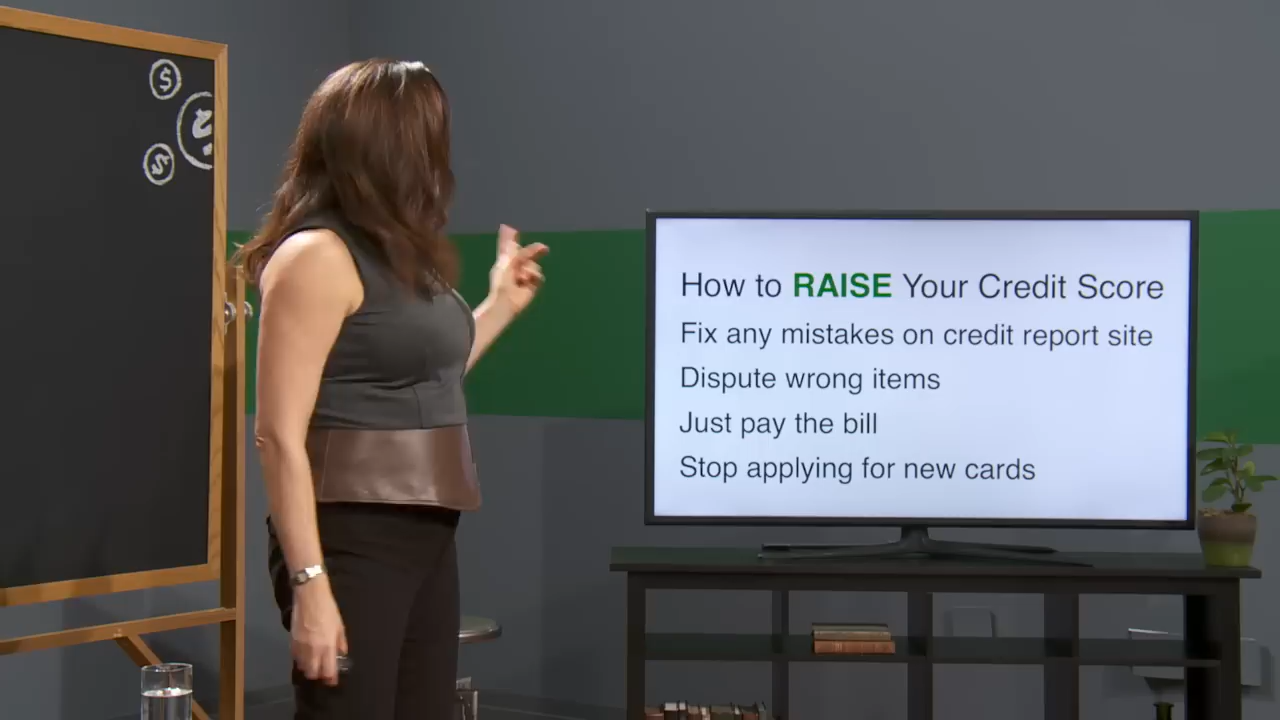 $
$
$
How to RAISE Your Credit Score
Fix any mistakes on credit report site
Dispute wrong items
Just pay the bill
Stop applying for new cards